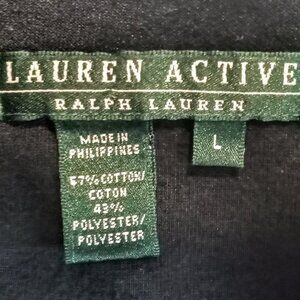 LAUREN ACTIVE
RALPH LAUREN
MADE IN
PHILIPPINES
57% COTTON/
COTON
43%
POLYESTER/
POLYESTER
L